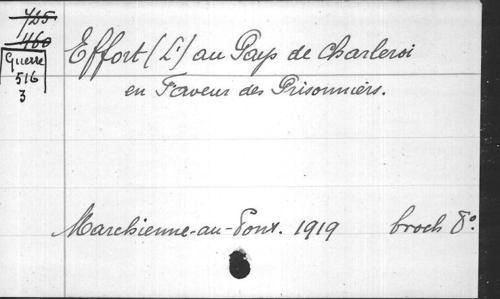 725
460
Guerre
516
3
Effort (L') au Pays de Charleroi
en Faveur des Prisonniers.
Marchienne-au-Pont. 1919 broch 8°